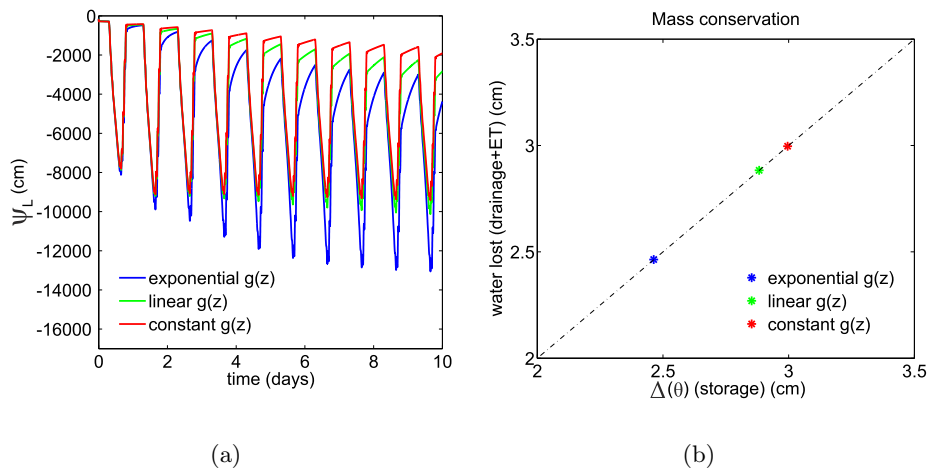 0
-2000
-4000
-6000
-8000
-10000
-12000
-14000
-16000
ψL (cm)
exponential g(z)
linear g(z)
constant g(z)
0 2 4 6 8 10
time (days)
(a)
Mass conservation
3.5
3
2.5
2
water lost (drainage+ET) (cm)
exponential g(z)
linear g(z)
constant g(z)
2 2.5 3 3.5
Δ(θ) (storage) (cm)
(b)